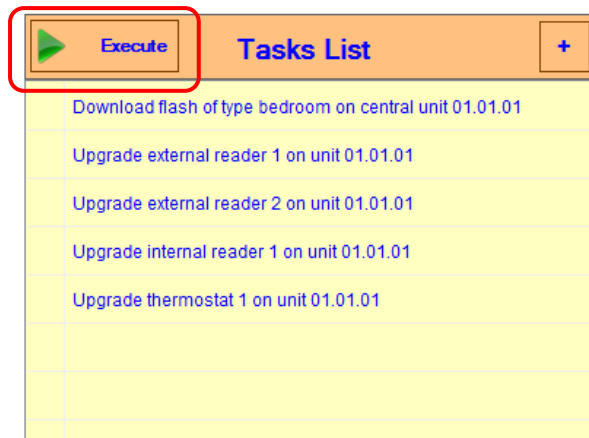 Execute
Tasks List
+
Download flash of type bedroom on central unit 01.01.01
Upgrade external reader 1 on unit 01.01.01
Upgrade external reader 2 on unit 01.01.01
Upgrade internal reader 1 on unit 01.01.01
Upgrade thermostat 1 on unit 01.01.01